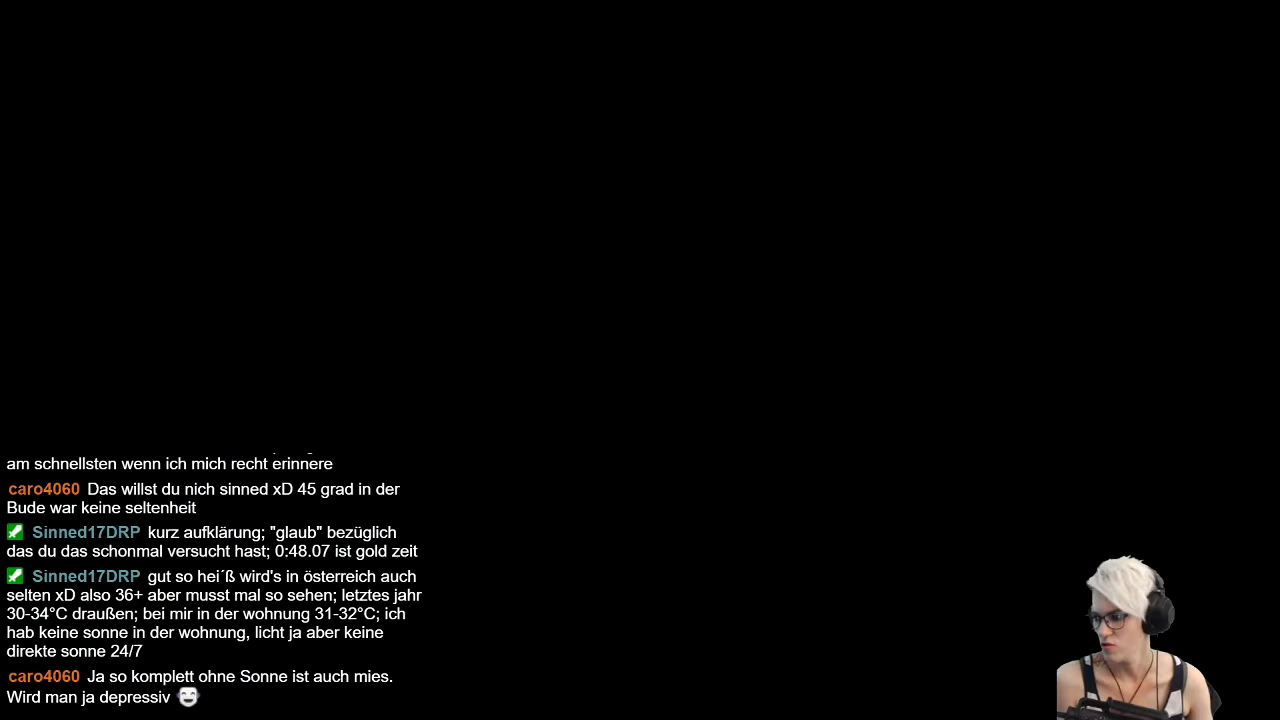 am schnellsten wenn ich mich recht erinnere
caro4060 Das willst du nich sinned xD 45 grad in der
Bude war keine seltenheit
Sinned17DRP kurz aufklärung; "glaub" bezüglich
das du das schonmal versucht hast; 0:48.07 ist gold zeit
Sinned17DRP gut so hei´ß wird's in österreich auch
selten xD also 36+ aber musst mal so sehen; letztes jahr
30-34°C draußen; bei mir in der wohnung 31-32°C; ich
hab keine sonne in der wohnung, licht ja aber keine
direkte sonne 24/7
caro4060 Ja so komplett ohne Sonne ist auch mies.
Wird man ja depressiv